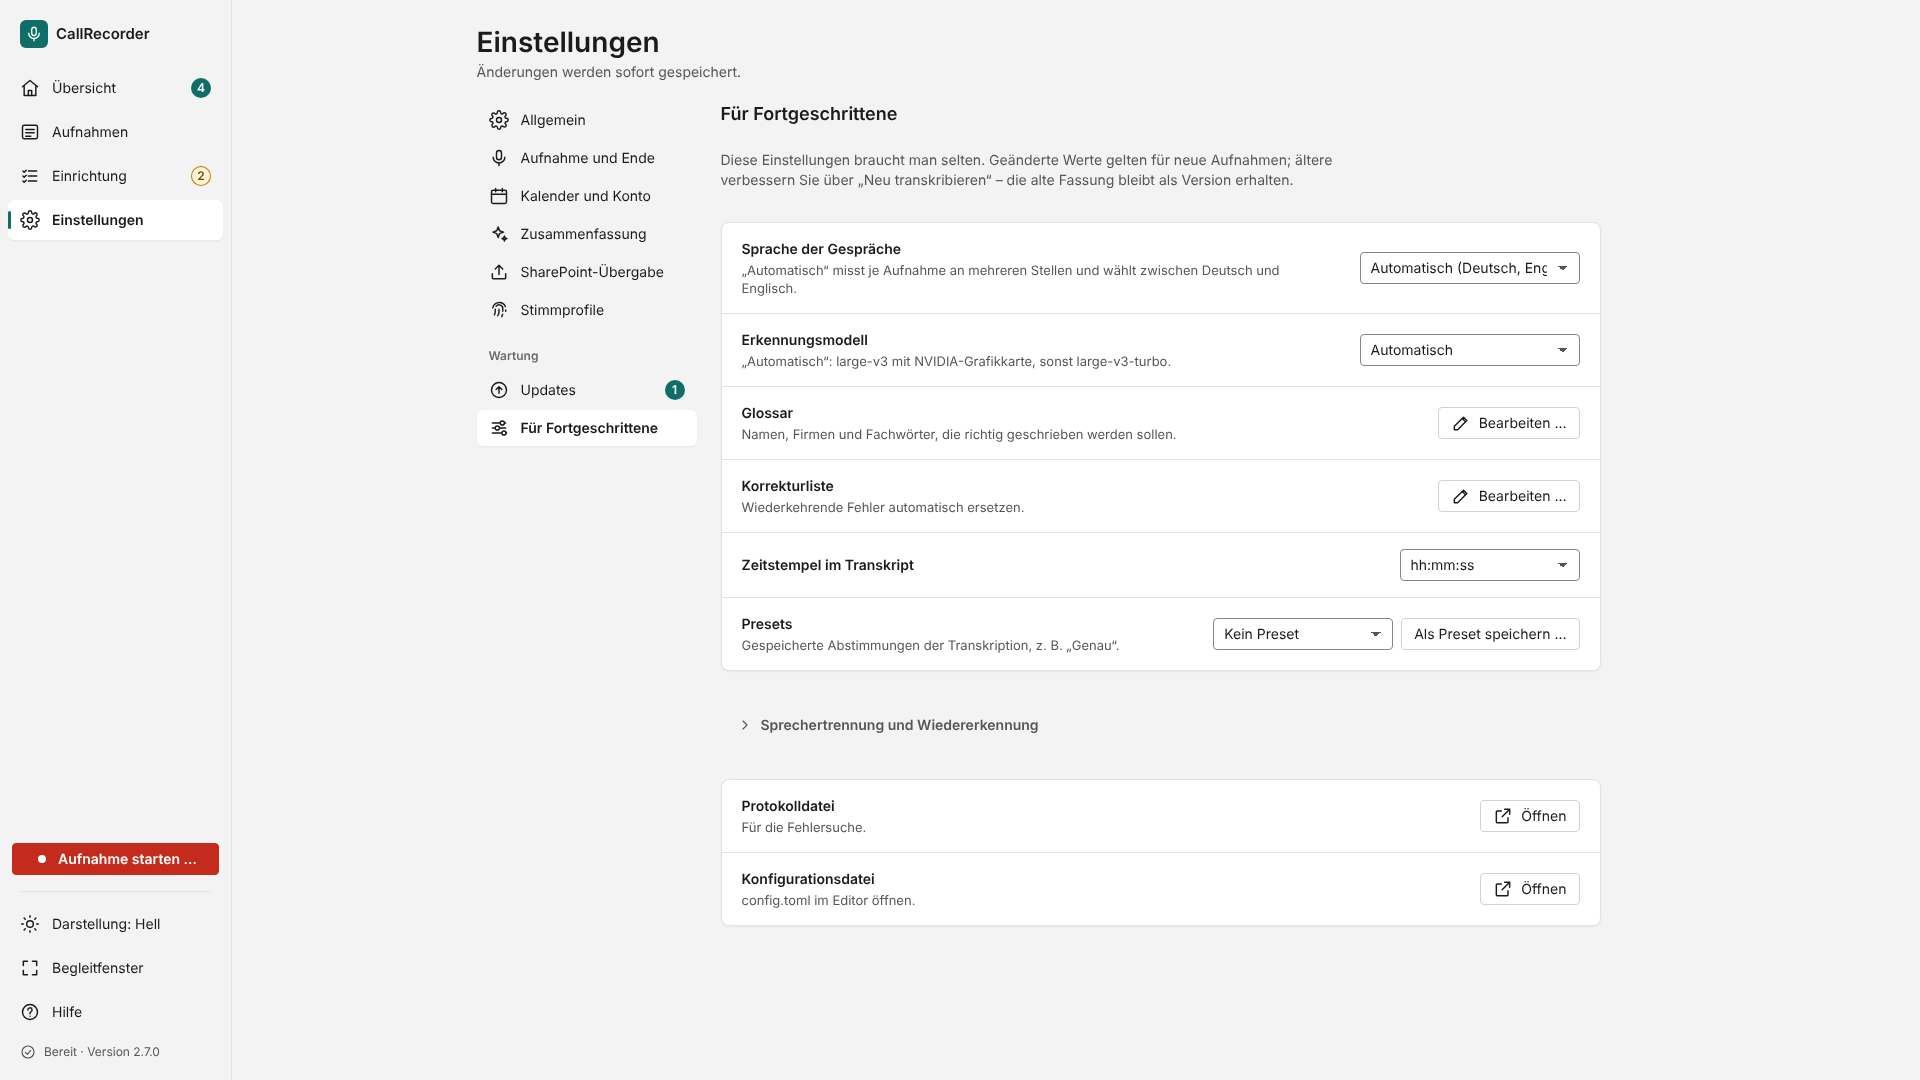 CallRecorder
Übersicht 4
Aufnahmen
Einrichtung 2
Einstellungen
Aufnahme starten ...
Darstellung: Hell
Begleitfenster
Hilfe
Bereit · Version 2.7.0
Einstellungen
Änderungen werden sofort gespeichert.
Allgemein
Aufnahme und Ende
Kalender und Konto
Zusammenfassung
SharePoint-Übergabe
Stimmprofile
Wartung
Updates 1
Für Fortgeschrittene
Für Fortgeschrittene
Diese Einstellungen braucht man selten. Geänderte Werte gelten für neue Aufnahmen; ältere
verbessern Sie über „Neu transkribieren“ – die alte Fassung bleibt als Version erhalten.
Sprache der Gespräche
„Automatisch“ misst je Aufnahme an mehreren Stellen und wählt zwischen Deutsch und
Englisch.
Automatisch (Deutsch, Eng
Erkennungsmodell
„Automatisch“: large-v3 mit NVIDIA-Grafikkarte, sonst large-v3-turbo.
Automatisch
Glossar
Namen, Firmen und Fachwörter, die richtig geschrieben werden sollen.
Bearbeiten ...
Korrekturliste
Wiederkehrende Fehler automatisch ersetzen.
Bearbeiten ...
Zeitstempel im Transkript
hh:mm:ss
Presets
Gespeicherte Abstimmungen der Transkription, z. B. „Genau“.
Kein Preset
Als Preset speichern ...
Sprechertrennung und Wiedererkennung
Protokolldatei
Für die Fehlersuche.
Öffnen
Konfigurationsdatei
config.toml im Editor öffnen.
Öffnen